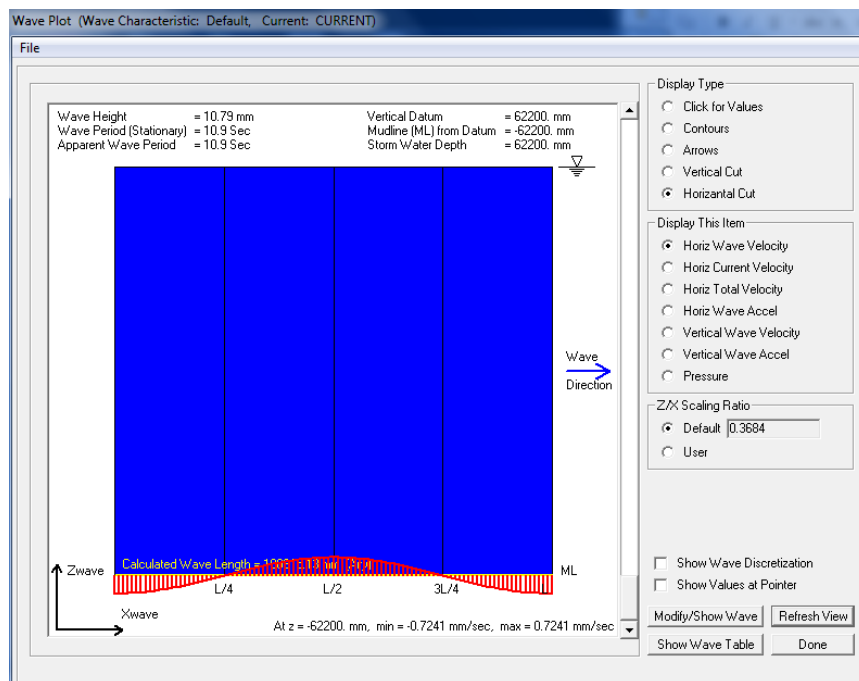 Wave Plot (Wave Characteristic: Default, Current: CURRENT)
File
Wave Height = 10.79 mm
Wave Period (Stationary) = 10.9 Sec
Apparent Wave Period = 10.9 Sec
Vertical Datum = 62200. mm
Mudline (ML) from Datum = -62200. mm
Storm Water Depth = 62200. mm
Wave
Direction
Calculated Wave Length =
Zwave
ML
L/4
L/2
3L/4
L
Xwave
At z = -62200. mm, min = -0.7241 mm/sec, max = 0.7241 mm/sec
Display Type
Click for Values
Contours
Arrows
Vertical Cut
Horizantal Cut
Display This Item
Horiz Wave Velocity
Horiz Current Velocity
Horiz Total Velocity
Horiz Wave Accel
Vertical Wave Velocity
Vertical Wave Accel
Pressure
Z/X Scaling Ratio
Default 0.3684
User
Show Wave Discretization
Show Values at Pointer
Modify/Show Wave
Refresh View
Show Wave Table
Done